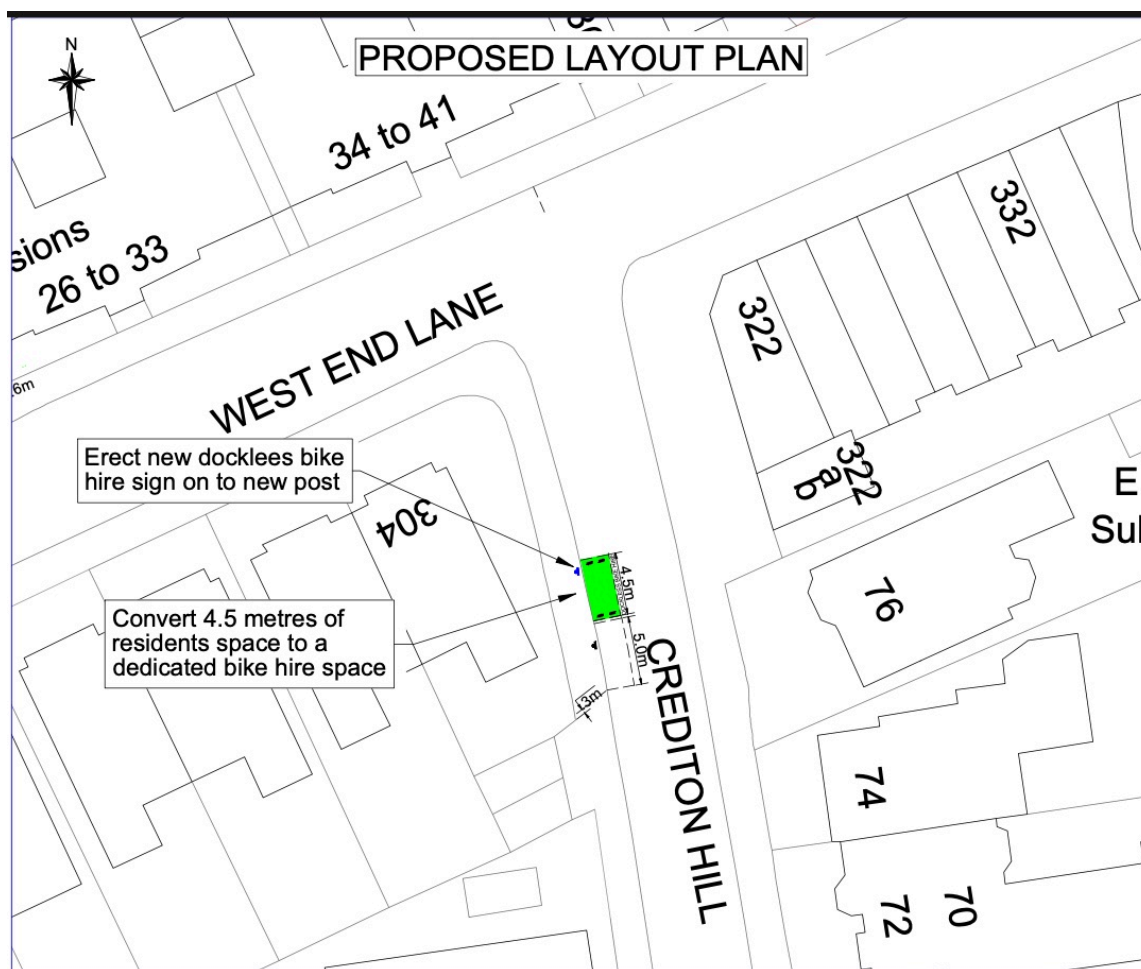 N
PROPOSED LAYOUT PLAN
34 to 41
sions
26 to 33
332
322
WEST END LANE
.6m
Erect new docklees bike
hire sign on to new post
304
322
a
b
E
Sul
4.5m
76
Convert 4.5 metres of
residents space to a
dedicated bike hire space
5.0m
CREDITON HILL
74
72
70